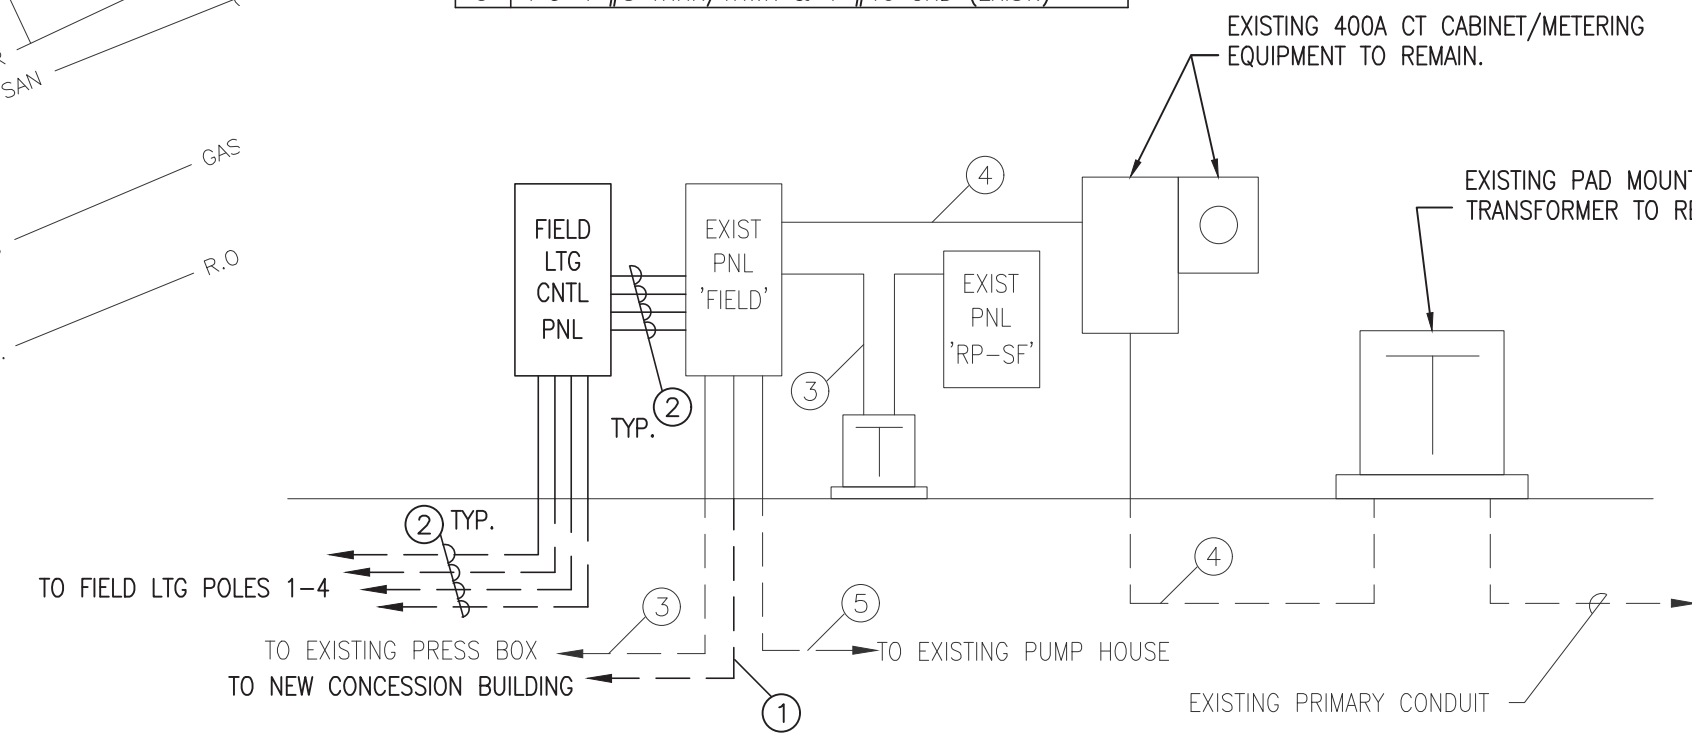 EXISTING 400A CT CABINET/METERING
EQUIPMENT TO REMAIN.
SAN
GAS
R.O
4
EXISTING PAD MOUNT
TRANSFORMER TO RE
FIELD
LTG
CNTL
PNL
EXIST
PNL
'FIELD'
EXIST
PNL
'RP-SF'
3
2
TYP.
2 TYP.
4
TO FIELD LTG POLES 1-4
3
5
TO EXISTING PRESS BOX
TO EXISTING PUMP HOUSE
TO NEW CONCESSION BUILDING
1
EXISTING PRIMARY CONDUIT